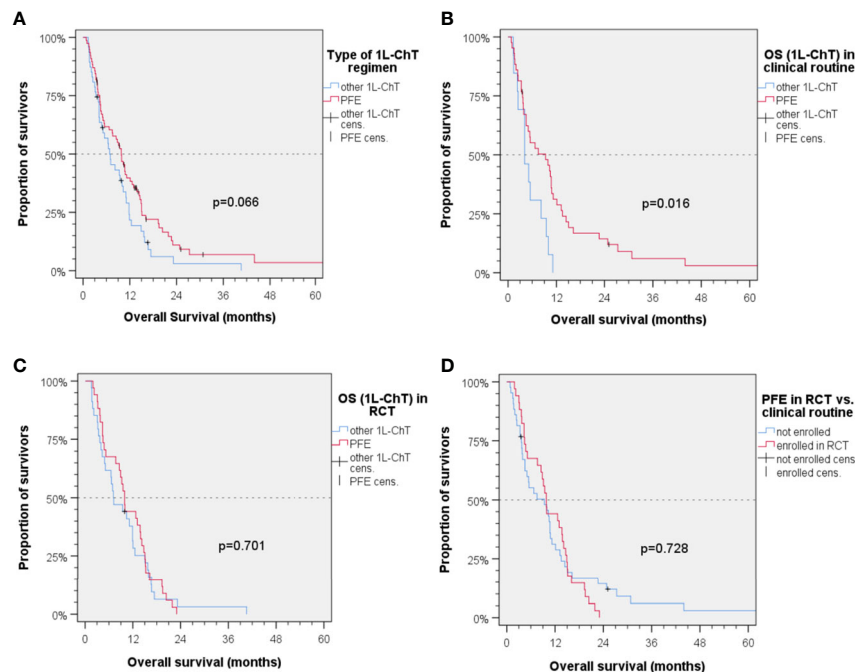 A
100%
75%
50%
25%
0%
Proportion of survivors
0 12 24 36 48 60
Overall Survival (months)
p=0.066
Type of 1L-ChT
regimen
other 1L-ChT
PFE
other 1L-ChT
cens.
PFE cens.
B
100%
75%
50%
25%
0%
Proportion of survivors
0 12 24 36 48 60
Overall survival (months)
p=0.016
OS (1L-ChT) in
clinical routine
other 1L-ChT
PFE
other 1L-ChT
cens.
PFE cens.
C
100%
75%
50%
25%
0%
Proportion of survivors
0 12 24 36 48 60
Overall survival (months)
p=0.701
OS (1L-ChT) in
RCT
other 1L-ChT
PFE
other 1L-ChT
cens.
PFE cens.
D
100%
75%
50%
25%
0%
Proportion of survivors
0 12 24 36 48 60
Overall survival (months)
p=0.728
PFE in RCT vs.
clinical routine
not enrolled
enrolled in RCT
not enrolled cens
enrolled cens.